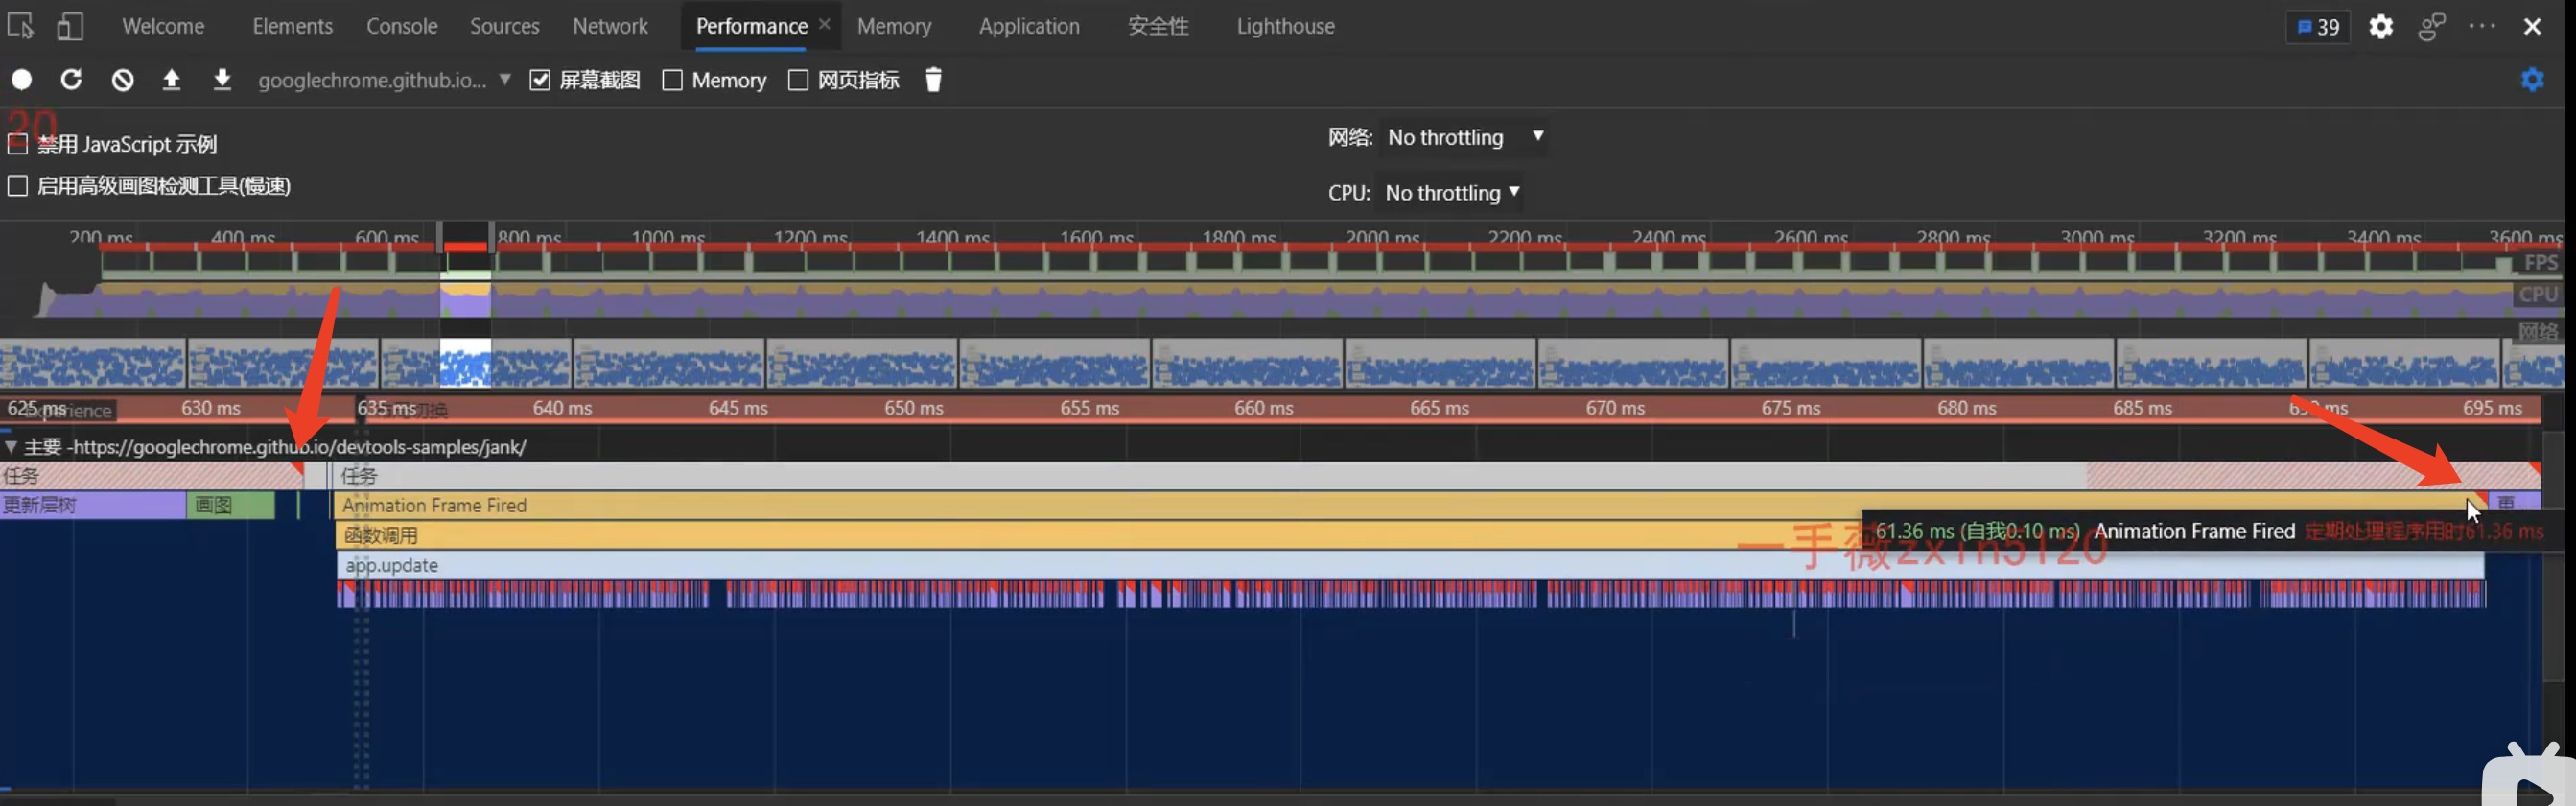 Welcome Elements Console Sources Network Performance × Memory Application 安全性 Lighthouse 39
googlechrome.github.io... 屏幕截图 Memory 网页指标
20
禁用 JavaScript 示例 网络: No throttling
启用高级画图检测工具(慢速) CPU: No throttling
200 ms 400 ms 600 ms 800 ms 1000 ms 1200 ms 1400 ms 1600 ms 1800 ms 2000 ms 2200 ms 2400 ms 2600 ms 2800 ms 3000 ms 3200 ms 3400 ms 3600 ms
FPS
CPU
网络
625 ms Experience 630 ms 635 ms 切换 640 ms 645 ms 650 ms 655 ms 660 ms 665 ms 670 ms 675 ms 680 ms 685 ms 690 ms 695 ms
主要 -https://googlechrome.github.io/devtools-samples/jank/
任务 任务
更新层树 画图 Animation Frame Fired
函数调用 61.36 ms (自我0.10 ms) Animation Frame Fired 定期处理程序用时61.36 ms
一手薇zxin5120
app.update